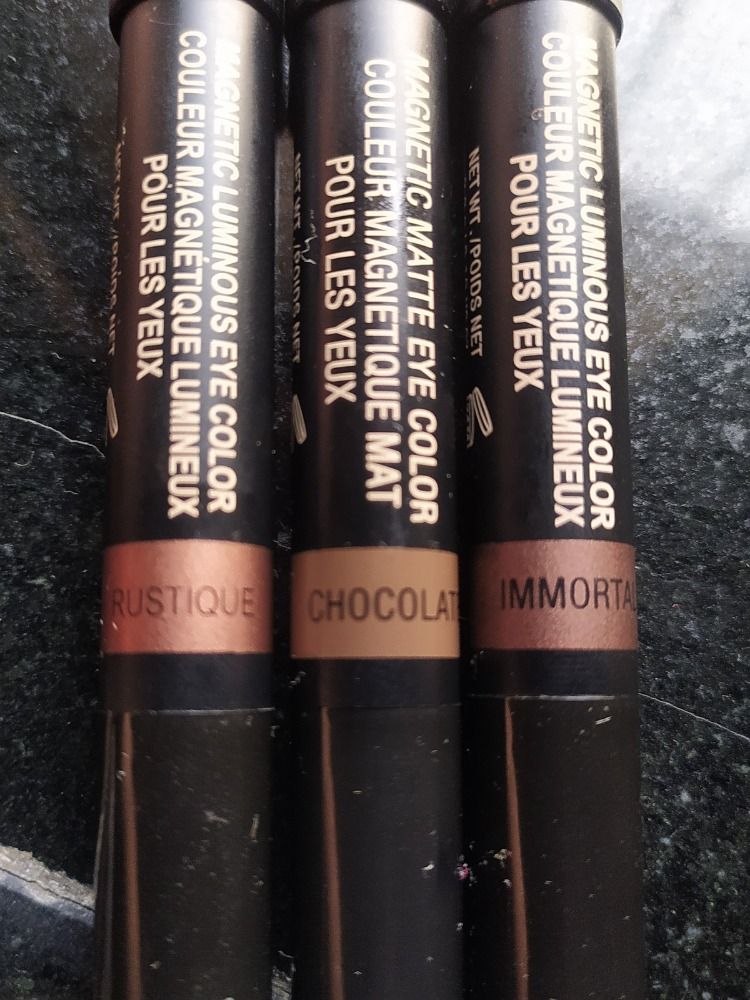 MAGNETIC LUMINOUS EYE COLOR
COULEUR MAGNÉTIQUE LUMINEUX
POUR LES YEUX
NET WT. /POIDS NET
RUSTIQUE
MAGNETIC MATTE EYE COLOR
COULEUR MAGNETIQUE MAT
POUR LES YEUX
NET WT. /POIDS NET
CHOCOLAT
MAGNETIC LUMINOUS EYE COLOR
COULEUR MAGNETIQUE LUMINEUX
POUR LES YEUX
NET WT. /POIDS NET
IMMORTAL